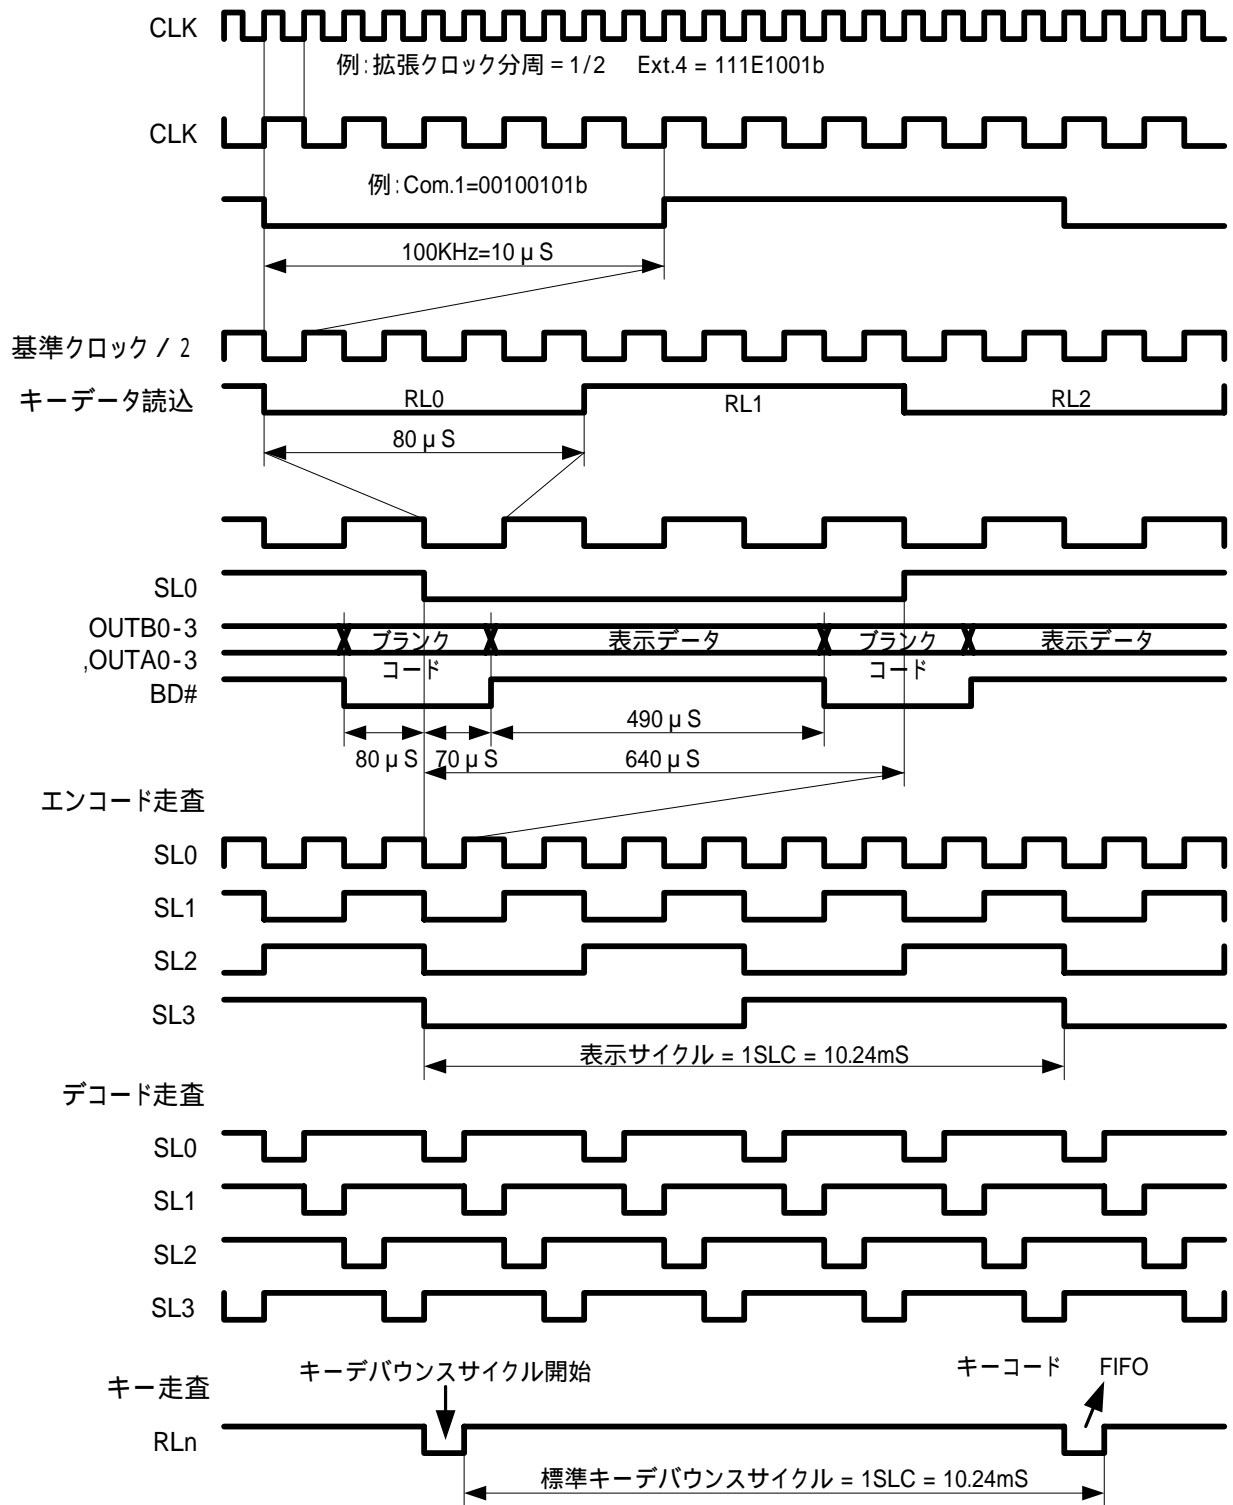 CLK
例:拡張クロック分周=1/2 Ext.4 = 111E1001b
CLK
例:Com.1=00100101b
100KHz=10μS
基準クロック/2
キーデータ読込
RL0
RL1
RL2
80μS
SL0
OUTB0-3
,OUTA0-3
ブランク
コード
表示データ
ブランク
コード
表示データ
BD#
490μS
80μS
70μS
640μS
エンコード走査
SL0
SL1
SL2
SL3
表示サイクル = 1SLC = 10.24mS
デコード走査
SL0
SL1
SL2
SL3
キーデバウンスサイクル開始
キーコード FIFO
キー走査
RLn
標準キーデバウンスサイクル = 1SLC = 10.24mS